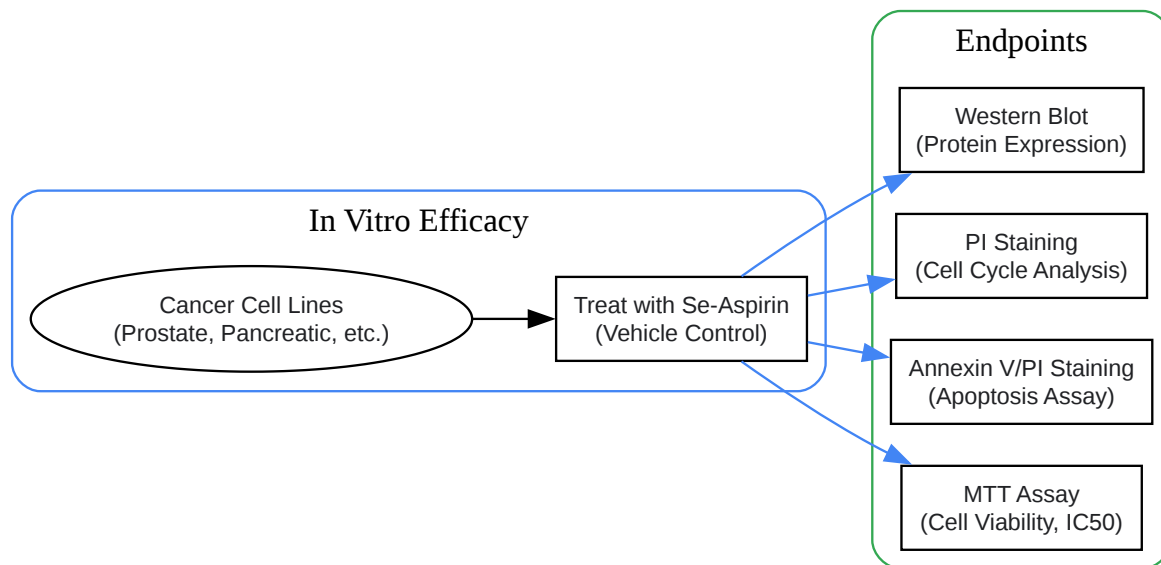 In Vitro Efficacy
Cancer Cell Lines
(Prostate, Pancreatic, etc.)
Treat with Se-Aspirin
(Vehicle Control)
Endpoints
Western Blot
(Protein Expression)
PI Staining
(Cell Cycle Analysis)
Annexin V/PI Staining
(Apoptosis Assay)
MTT Assay
(Cell Viability, IC50)